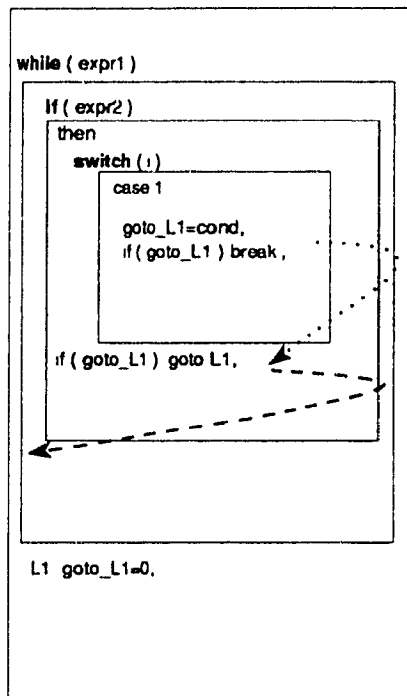 while ( expr1 )
If ( expr2 )
then
switch ( i )
case 1
goto_L1=cond,
if ( goto_L1 ) break ,
if ( goto_L1 ) goto L1,
L1 goto_L1=0,